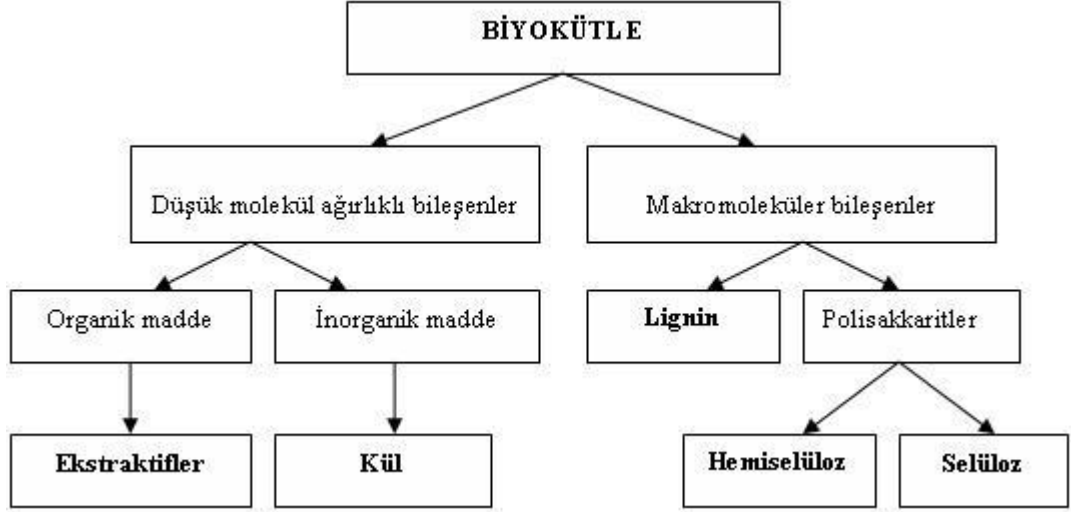 BİYOKÜTLE
Düşük molekül ağırlıklı bileşenler
Makromoleküler bileşenler
Organik madde
İnorganik madde
Lignin
Polisakkaritler
Ekstraktifler
Kül
Hemiselüloz
Selüloz